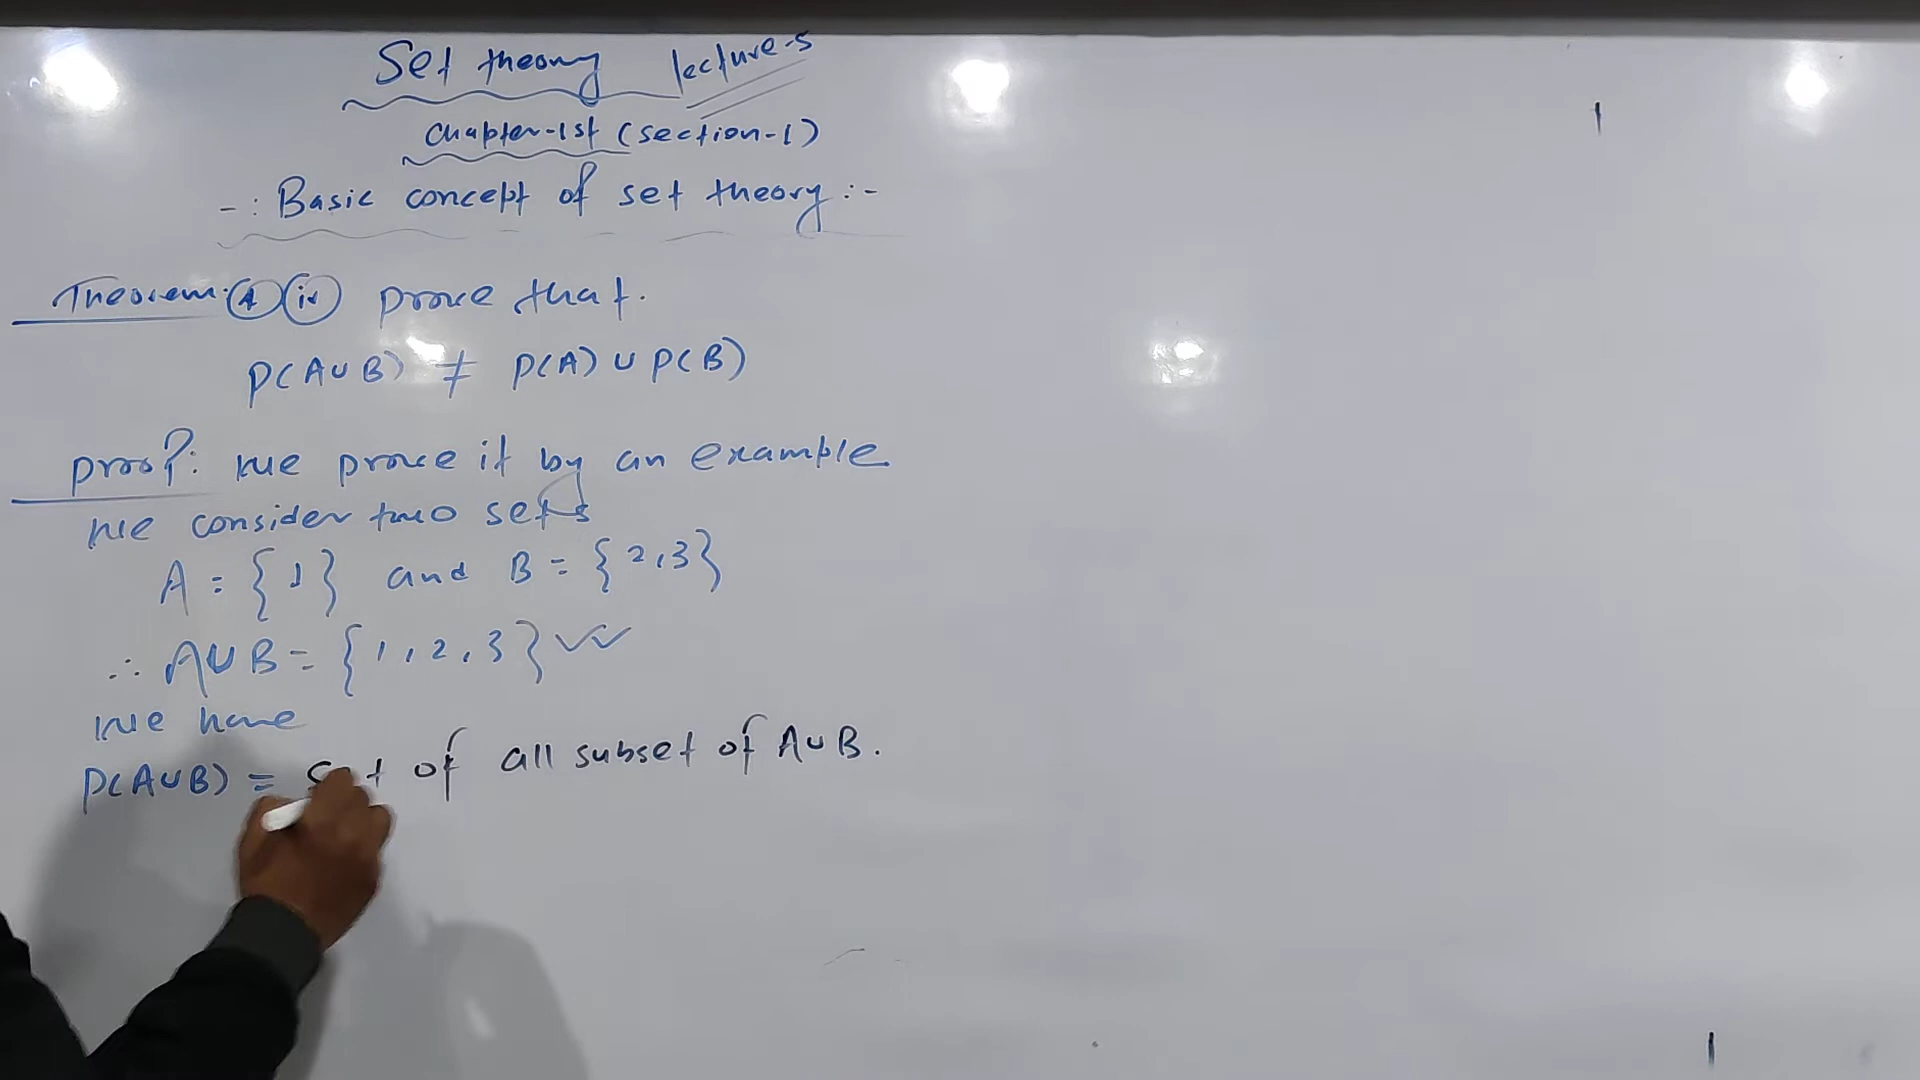 Set theory lecture-5
Chapter-1st (section-1)
-: Basic concept of set theory :-
Theorem: 4 iv prove that.
P(A∪B) ≠ P(A) ∪ P(B)
proof: we prove it by an example
we consider two sets
A = {1} and B = {2,3}
∴ A∪B = {1,2,3}
we have
P(A∪B) = Set of all subset of A∪B.